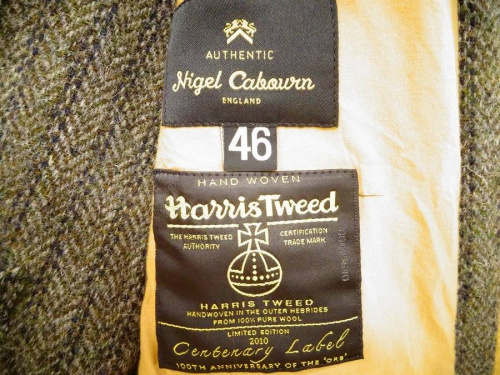 AUTHENTIC
Nigel Cabourn
ENGLAND
46
HAND WOVEN
Harris Tweed
THE HARRIS TWEED
AUTHORITY
CERTIFICATION
TRADE MARK
HARRIS TWEED
HANDWOVEN IN THE OUTER HEBRIDES
FROM 100% PURE WOOL
LIMITED EDITION
2010
Centenary Label
100TH ANNIVERSARY OF THE 'ORB'